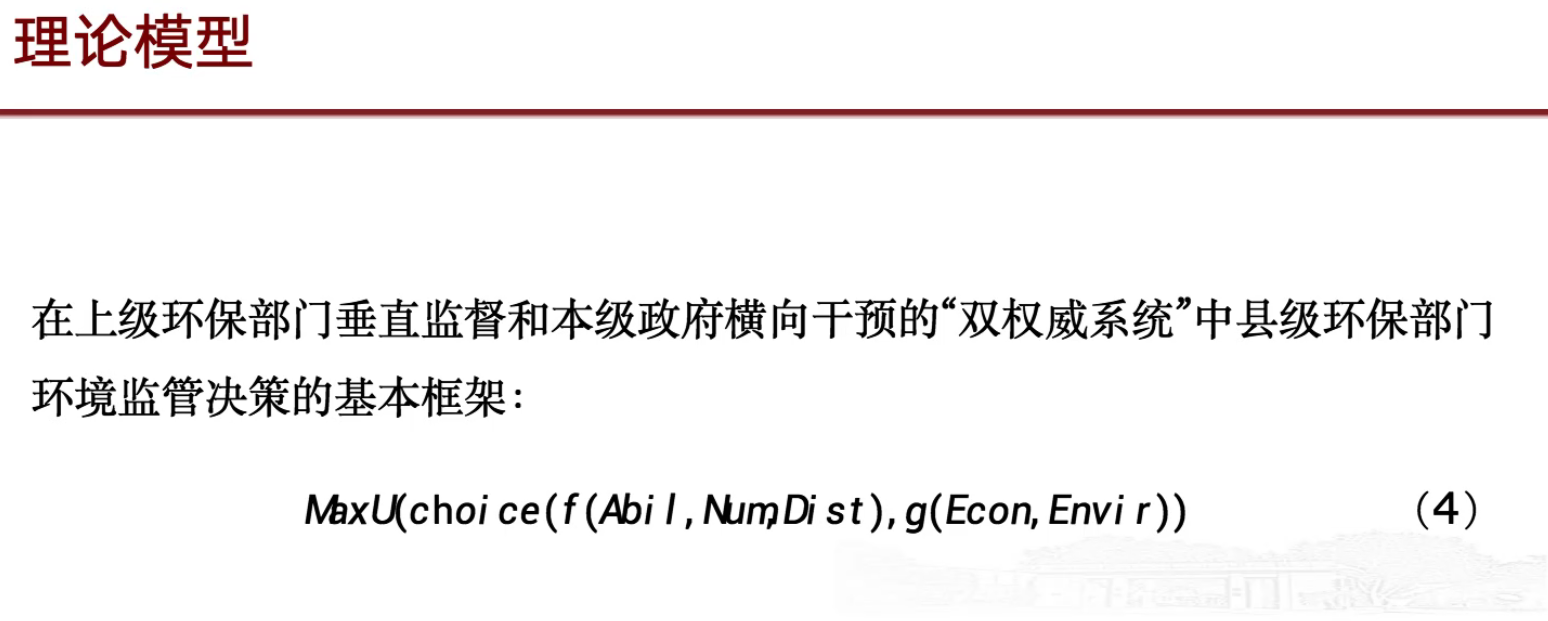 理论模型
在上级环保部门垂直监督和本级政府横向干预的“双权威系统”中县级环保部门
环境监管决策的基本框架：
MaxU(choice(f(Abil,Num,Dist),g(Econ,Envir)) （4）